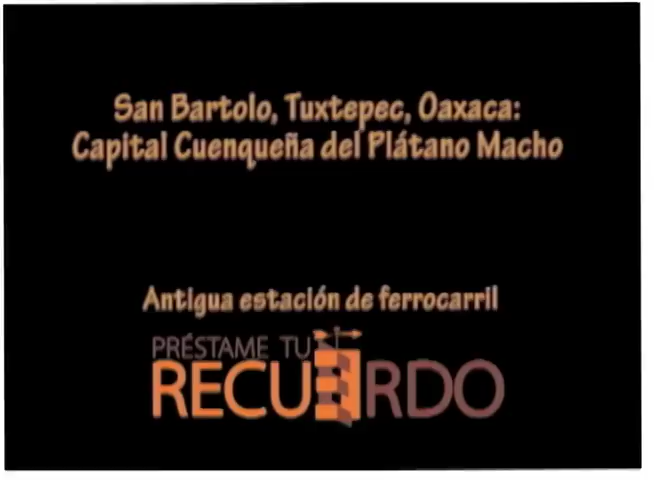 San Bartolo, Tuxtepec, Oaxaca:
Capital Cuenqueña del Plátano Macho
Antigua estación de ferrocarril
PRÉSTAME TU
RECUERDO